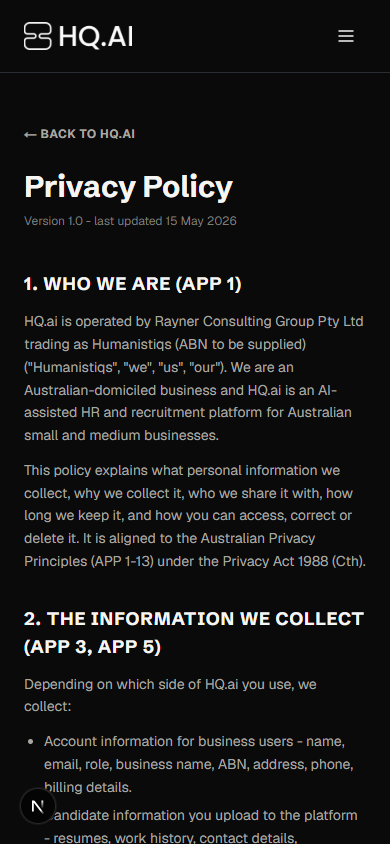 HQ.AI
← BACK TO HQ.AI
Privacy Policy
Version 1.0 - last updated 15 May 2026
1. WHO WE ARE (APP 1)
HQ.ai is operated by Rayner Consulting Group Pty Ltd
trading as Humanistiqs (ABN to be supplied)
("Humanistiqs", "we", "us", "our"). We are an
Australian-domiciled business and HQ.ai is an AI-
assisted HR and recruitment platform for Australian
small and medium businesses.
This policy explains what personal information we
collect, why we collect it, who we share it with, how
long we keep it, and how you can access, correct or
delete it. It is aligned to the Australian Privacy
Principles (APP 1-13) under the Privacy Act 1988 (Cth).
2. THE INFORMATION WE COLLECT
(APP 3, APP 5)
Depending on which side of HQ.ai you use, we
collect:
• Account information for business users - name,
email, role, business name, ABN, address, phone,
billing details.
N
andidate information you upload to the platform
- resumes, work history, contact details,